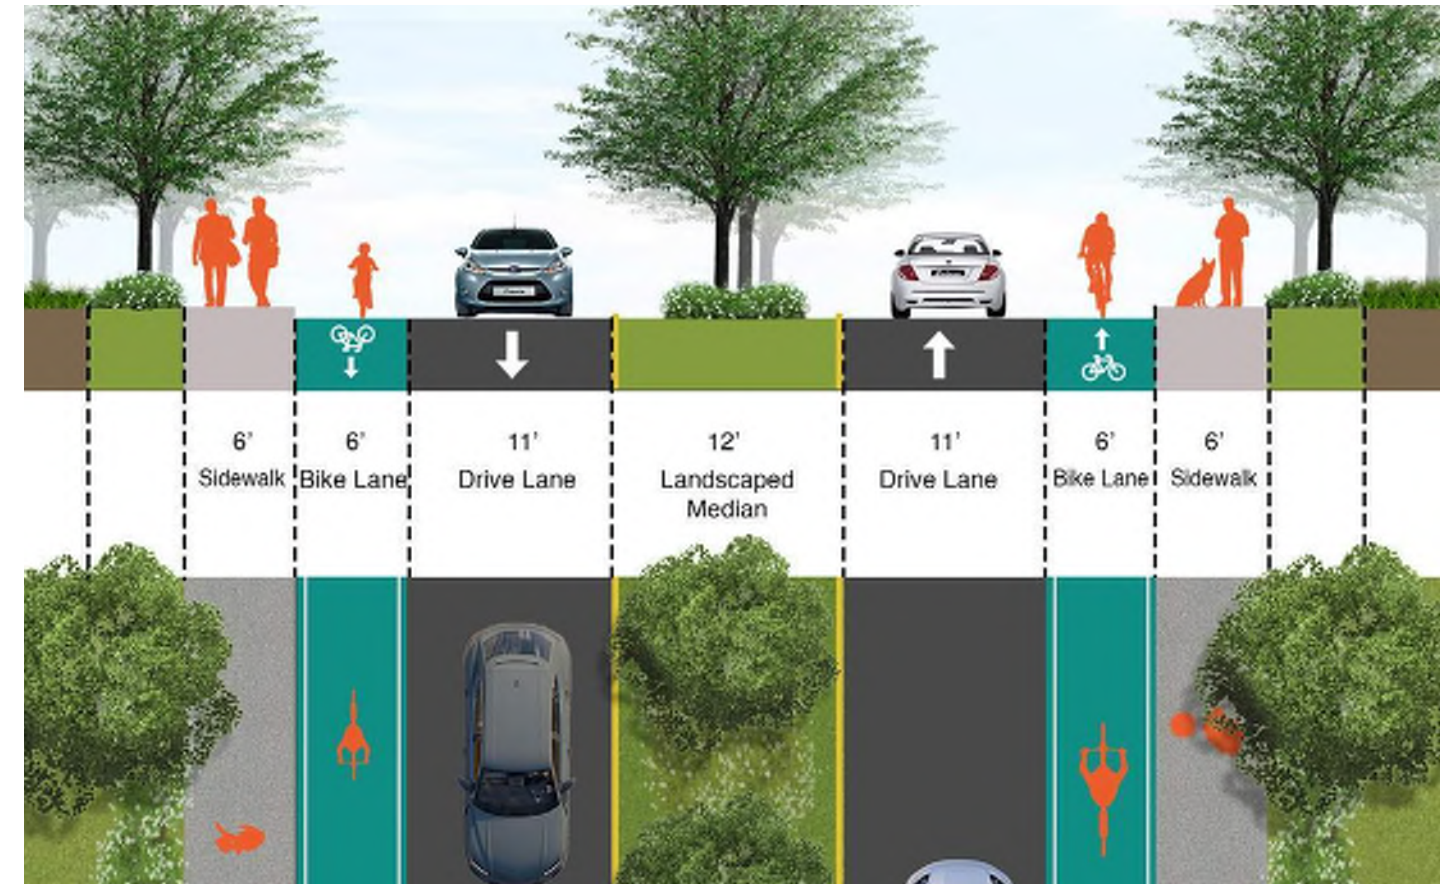 6’ 6’ 11’ 12’ 11’ 6’ 6’
Sidewalk Bike Lane Drive Lane Landscaped Drive Lane Bike Lane Sidewalk
Median